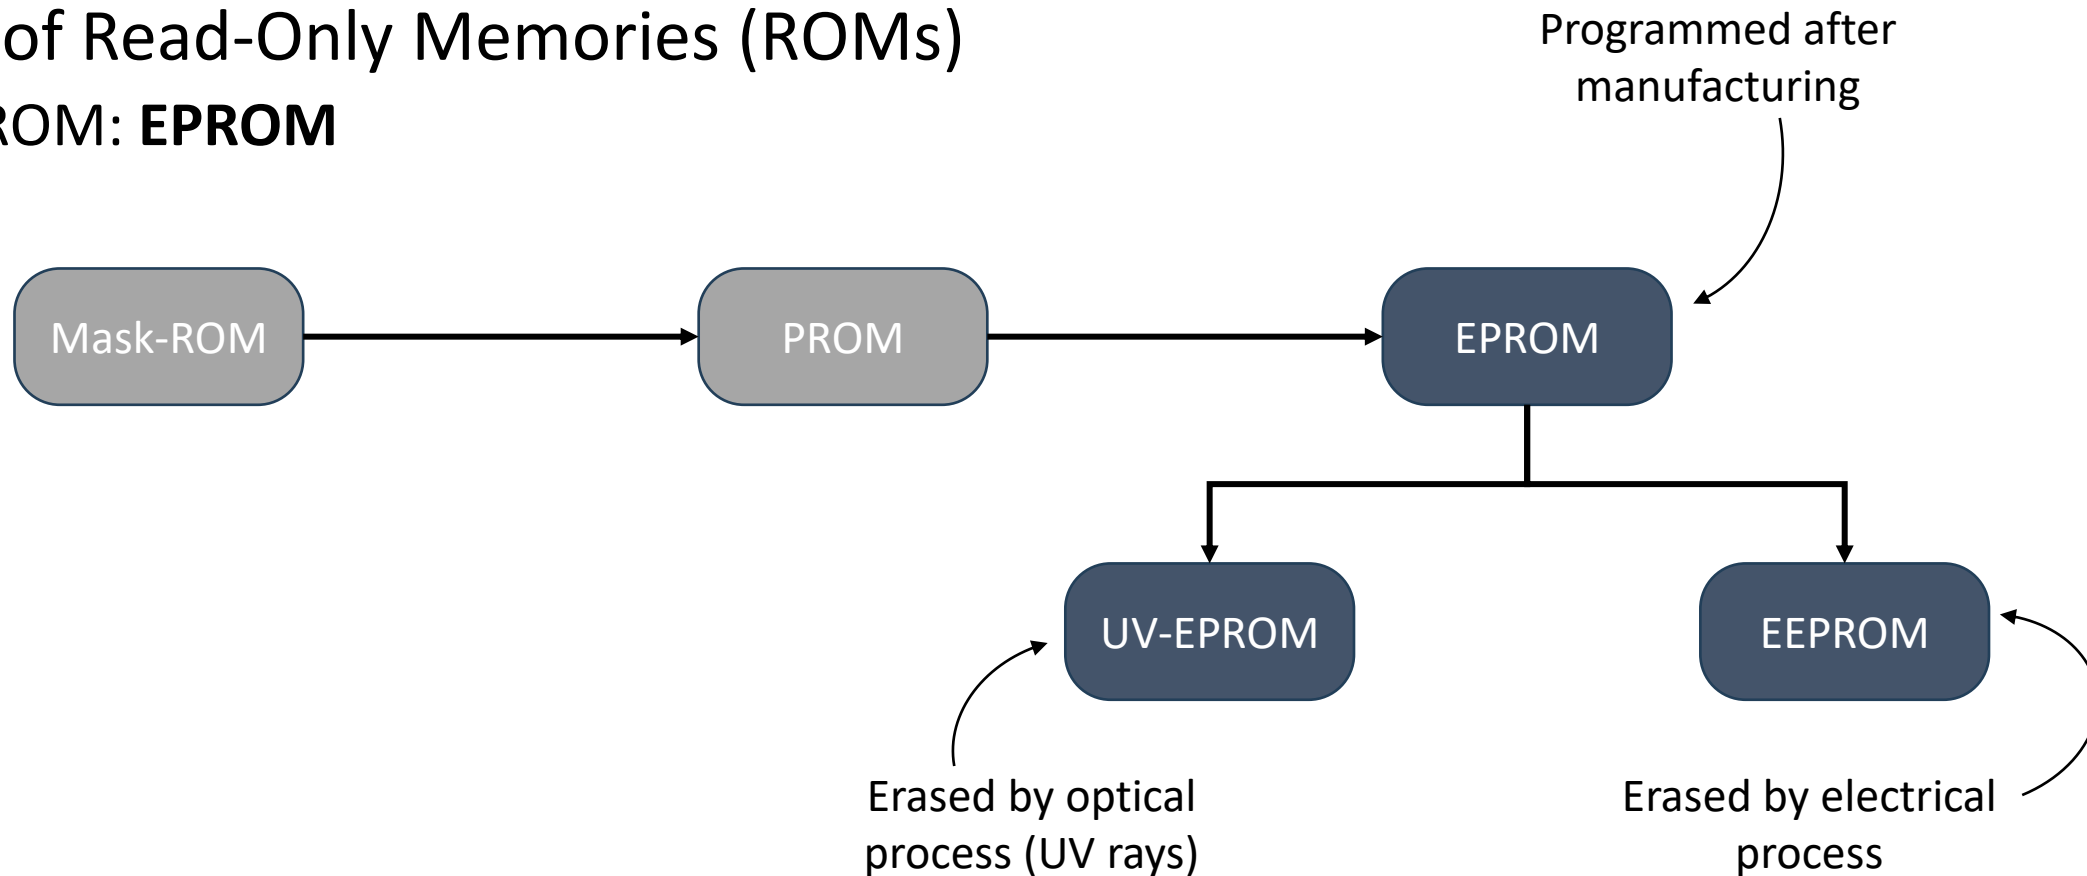 of Read-Only Memories (ROMs)
ROM: EPROM
Programmed after
manufacturing
Mask-ROM
PROM
EPROM
UV-EPROM
EEPROM
Erased by optical
process (UV rays)
Erased by electrical
process